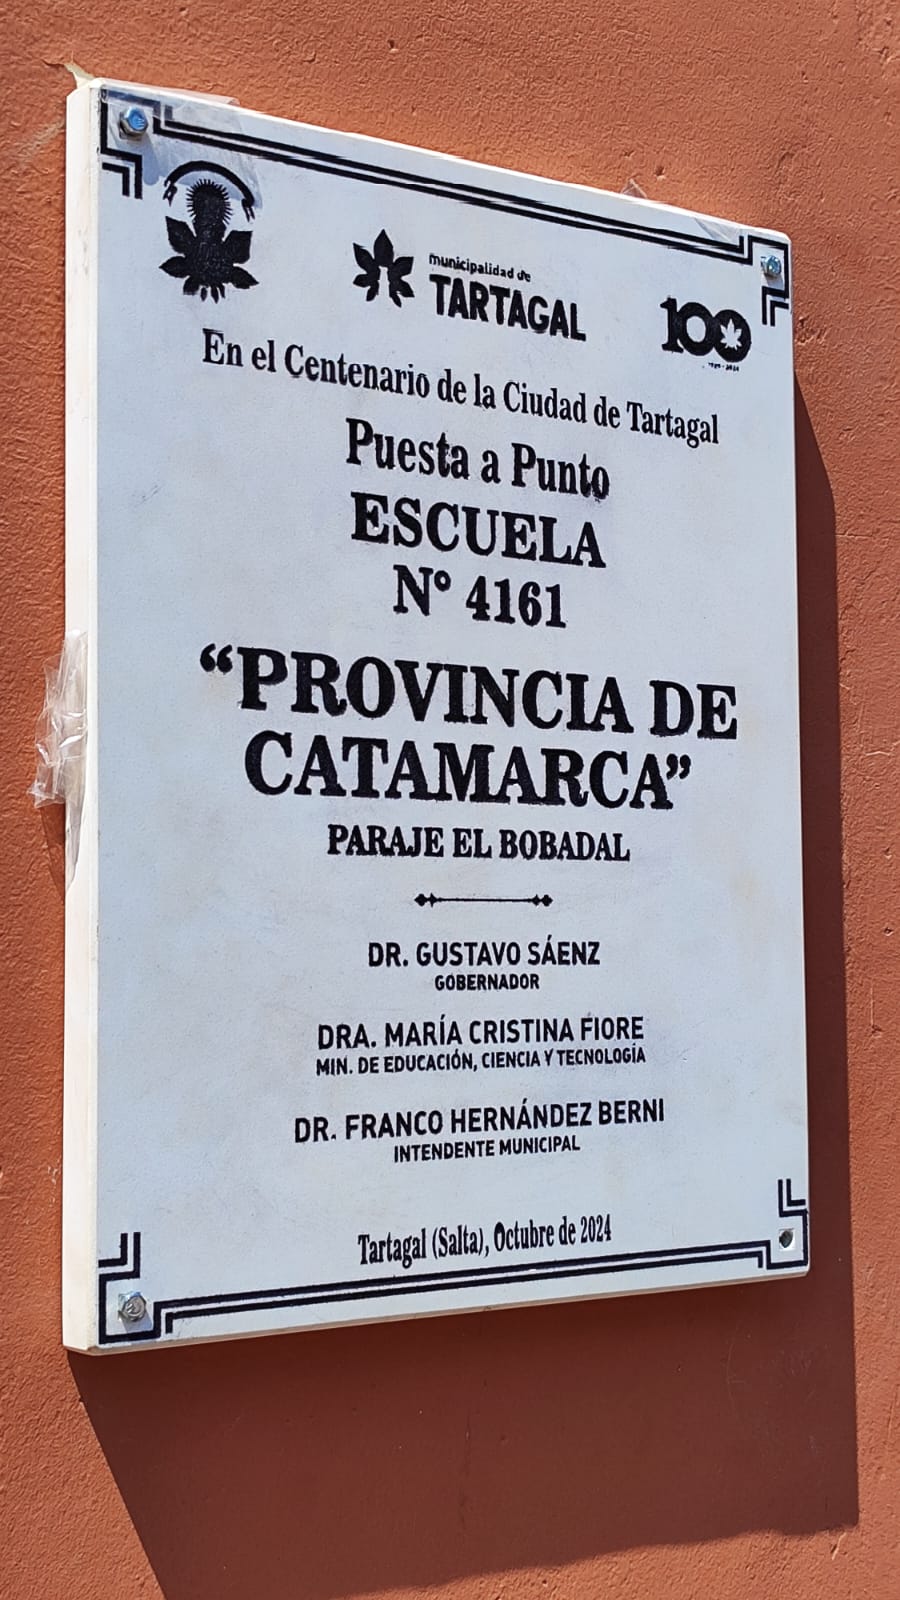 municipalidad de
TARTAGAL
100
En el Centenario de la Ciudad de Tartagal
Puesta a Punto
ESCUELA
Nº 4161
“PROVINCIA DE
CATAMARCA”
PARAJE EL BOBADAL
DR. GUSTAVO SÁENZ
GOBERNADOR
DRA. MARÍA CRISTINA FIORE
MIN. DE EDUCACIÓN, CIENCIA Y TECNOLOGÍA
DR. FRANCO HERNÁNDEZ BERNI
INTENDENTE MUNICIPAL
Tartagal (Salta), Octubre de 2024